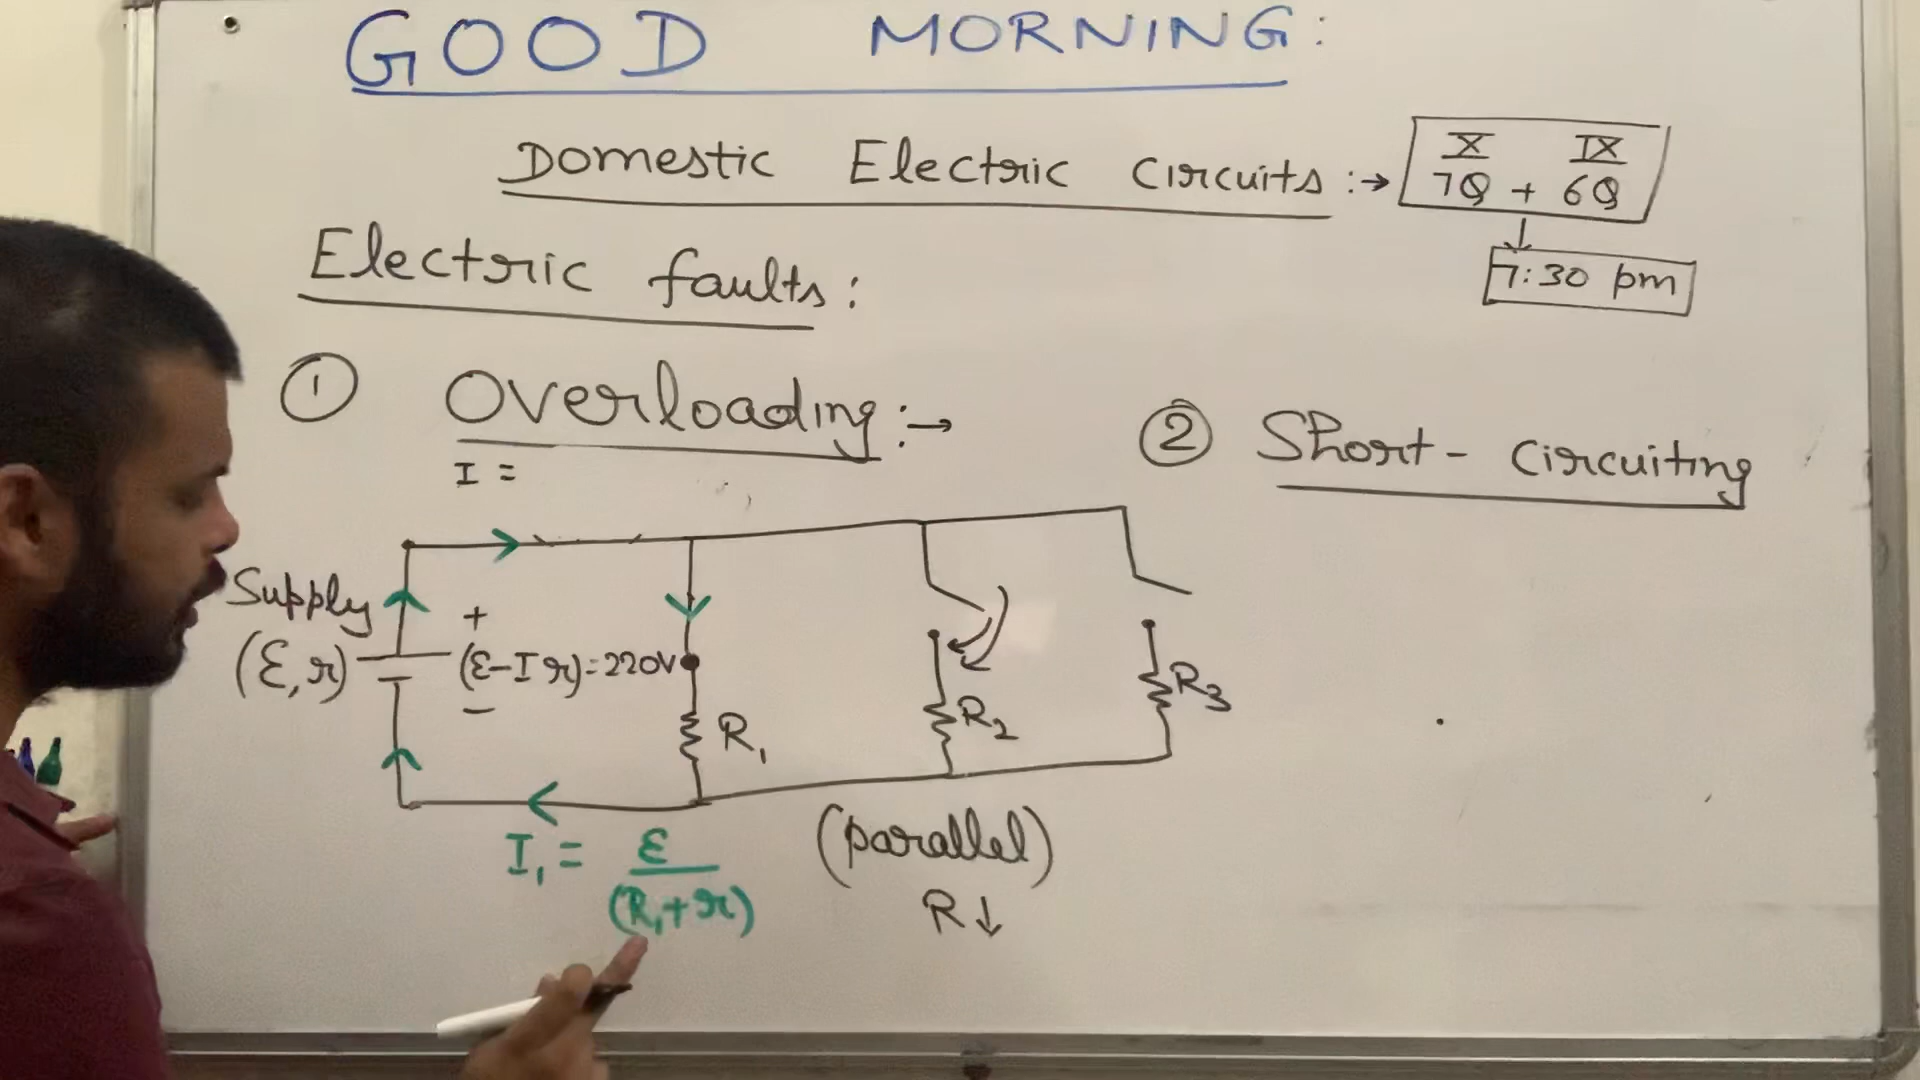 GOOD MORNING:
Domestic Electric Circuits :→
X IX
7Q + 6Q
7:30 pm
Electric faults:
① Overloading:→
② Short-circuiting
I =
Supply
(ℰ, r)
+
(ℰ-Ir)=220V
−
R₁
R₂
R₃
I₁ = ℰ/(R₁+r)
(parallel)
R↓